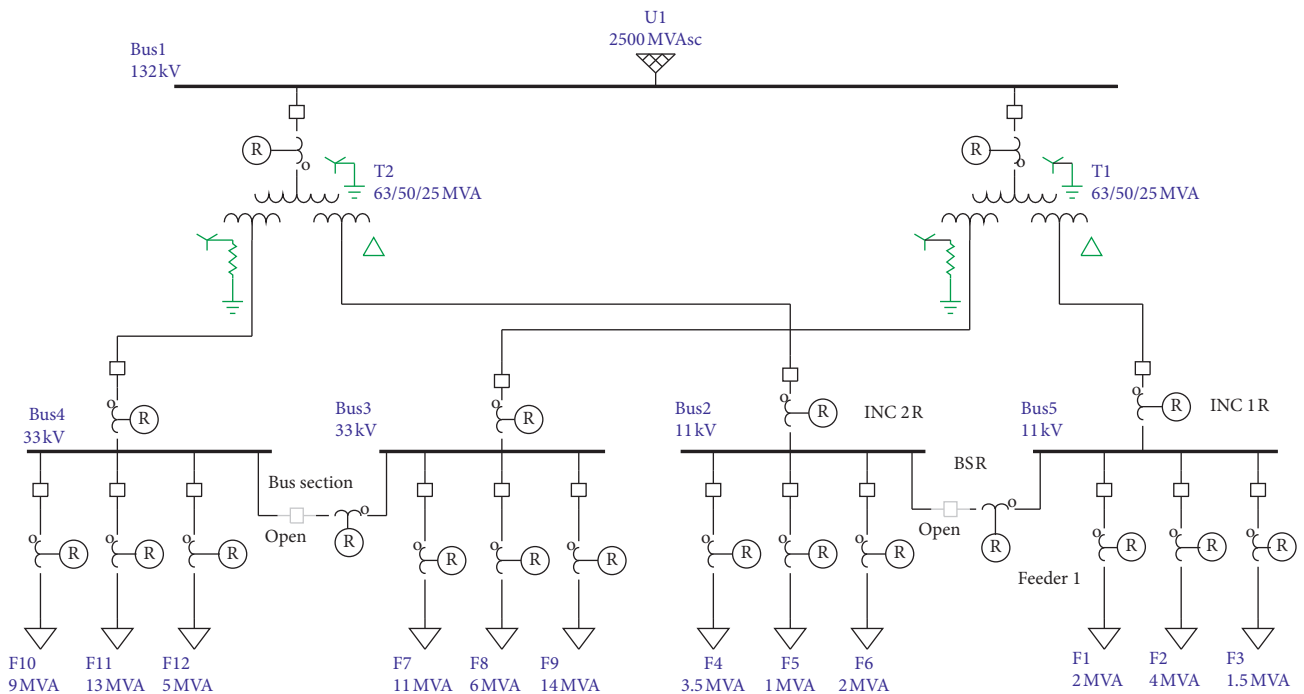 U1
2500 MVAsc
Bus1
132 kV
R
R
T2
63/50/25 MVA
T1
63/50/25 MVA
R
R
R
R
INC 2 R
INC 1 R
Bus4
33 kV
Bus3
33 kV
Bus2
11 kV
Bus5
11 kV
Bus section
BSR
Open
R
Open
R
R
R
R
R
R
R
R
R
R
Feeder 1
R
R
R
F10
9 MVA
F11
13 MVA
F12
5 MVA
F7
11 MVA
F8
6 MVA
F9
14 MVA
F4
3.5 MVA
F5
1 MVA
F6
2 MVA
F1
2 MVA
F2
4 MVA
F3
1.5 MVA